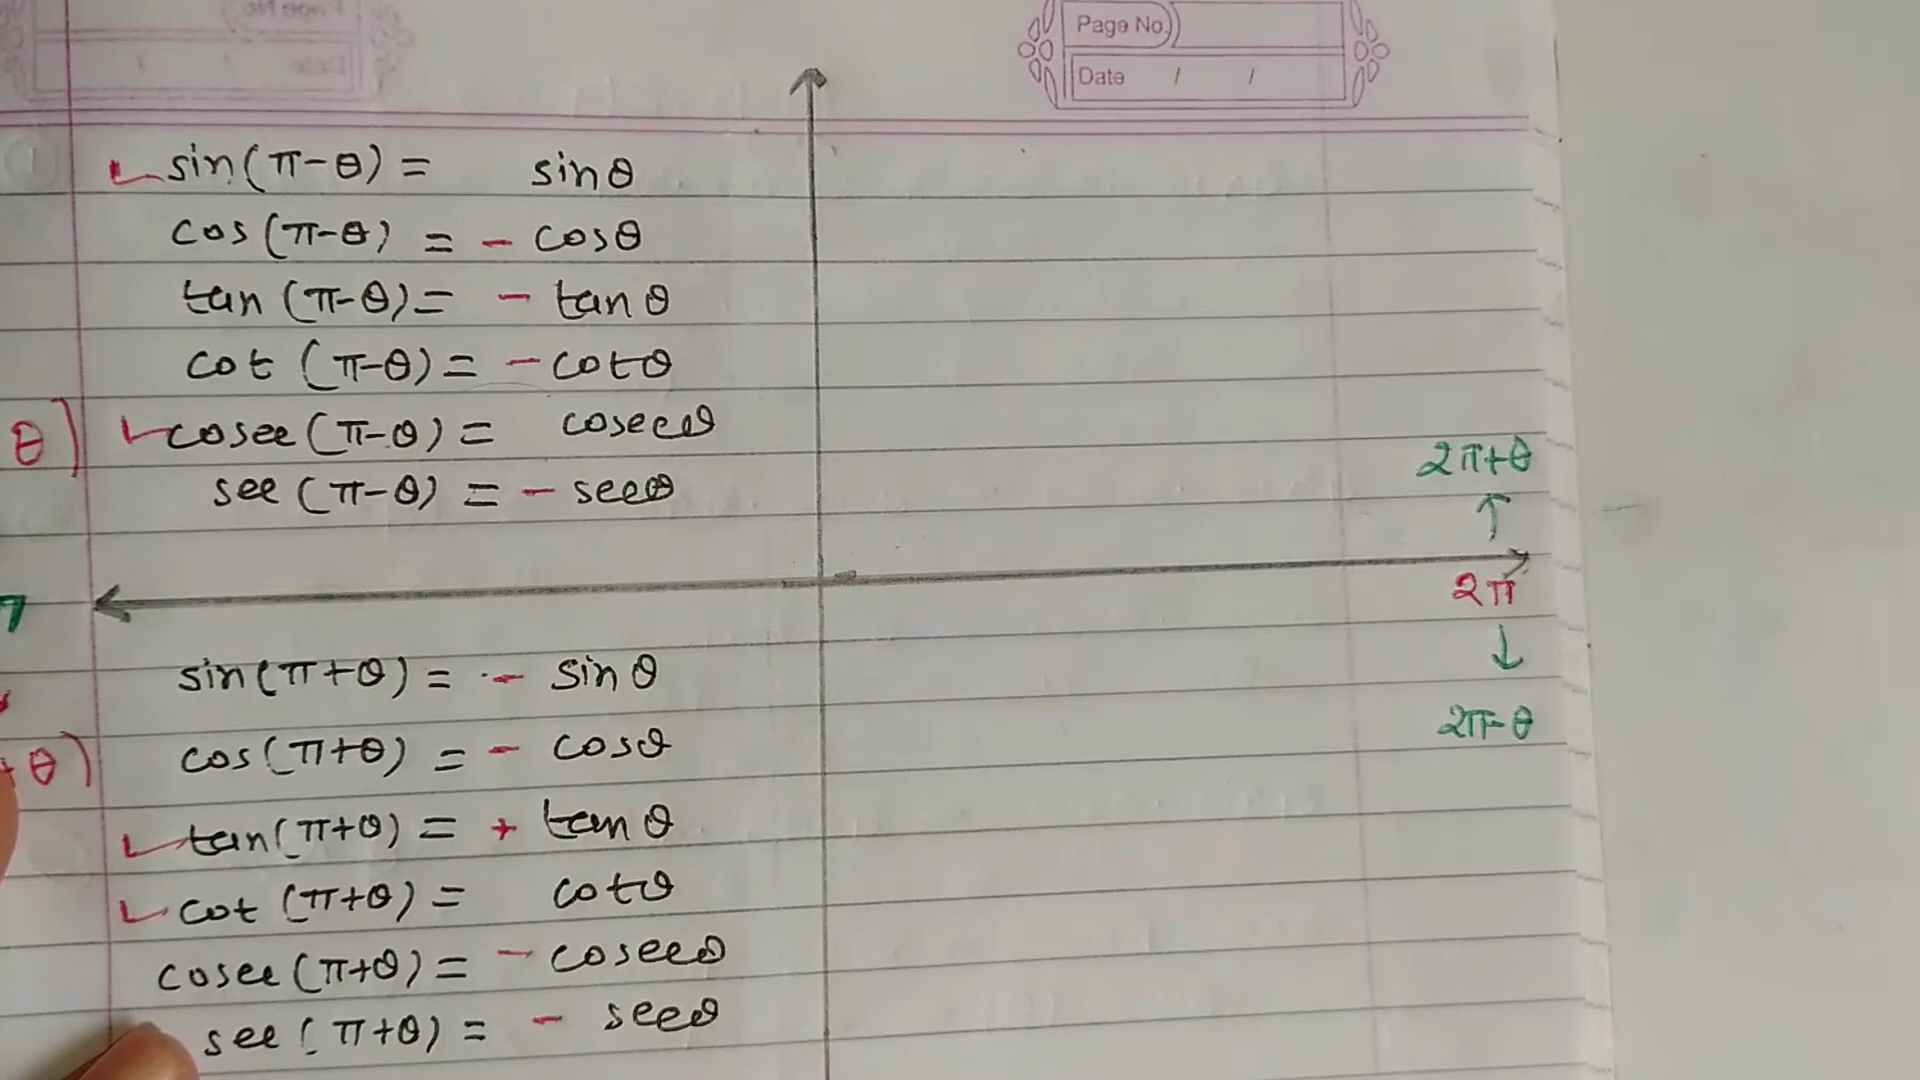 Page No.
Date / /
sin(π-θ) = sinθ
cos(π-θ) = - cosθ
tan(π-θ) = - tanθ
cot(π-θ) = - cotθ
cosec(π-θ) = cosecθ
sec(π-θ) = - secθ
θ)
2π+θ
↑
2π
↓
2π-θ
sin(π+θ) = - sinθ
cos(π+θ) = - cosθ
+θ)
tan(π+θ) = + tanθ
cot(π+θ) = cotθ
cosec(π+θ) = - cosecθ
sec(π+θ) = - secθ